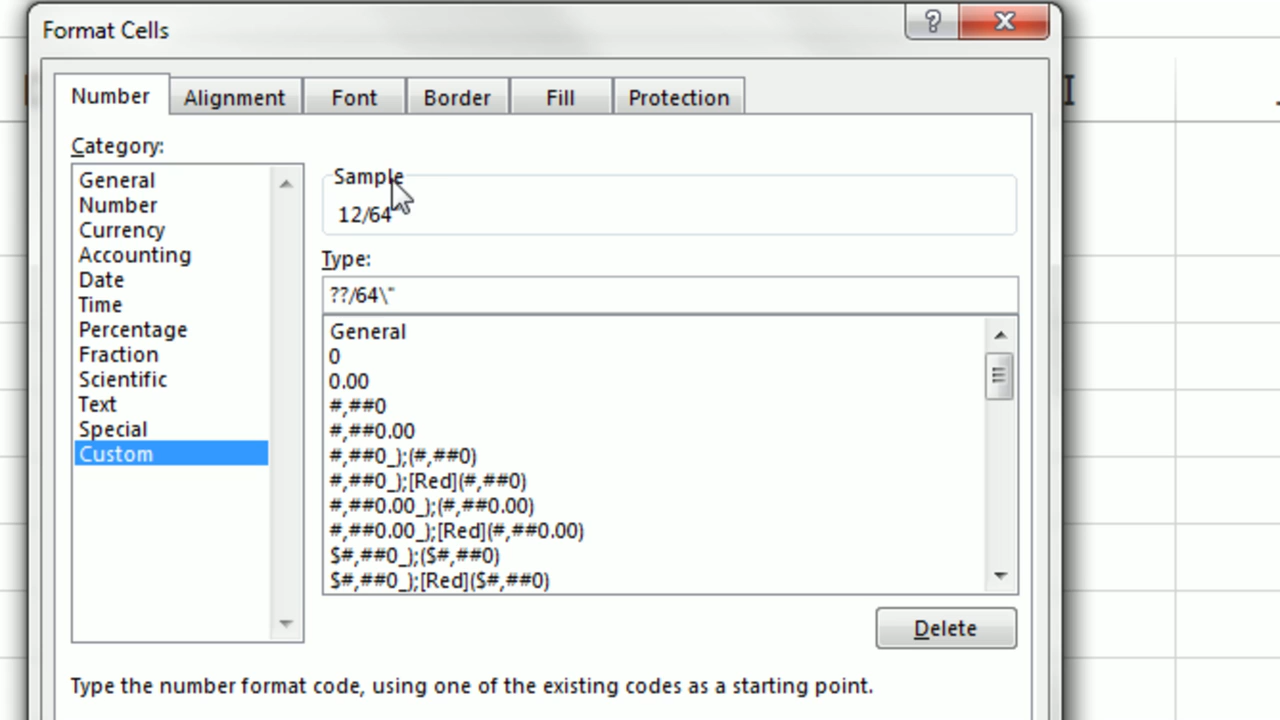 Format Cells
?
Number Alignment Font Border Fill Protection
I
Category:
General
Number
Currency
Accounting
Date
Time
Percentage
Fraction
Scientific
Text
Special
Custom
Sample
12/64
Type:
??/64\"
General
0
0.00
#,##0
#,##0.00
#,##0_);(#,##0)
#,##0_);[Red](#,##0)
#,##0.00_);(#,##0.00)
#,##0.00_);[Red](#,##0.00)
$#,##0_);($#,##0)
$#,##0_);[Red]($#,##0)
Delete
Type the number format code, using one of the existing codes as a starting point.